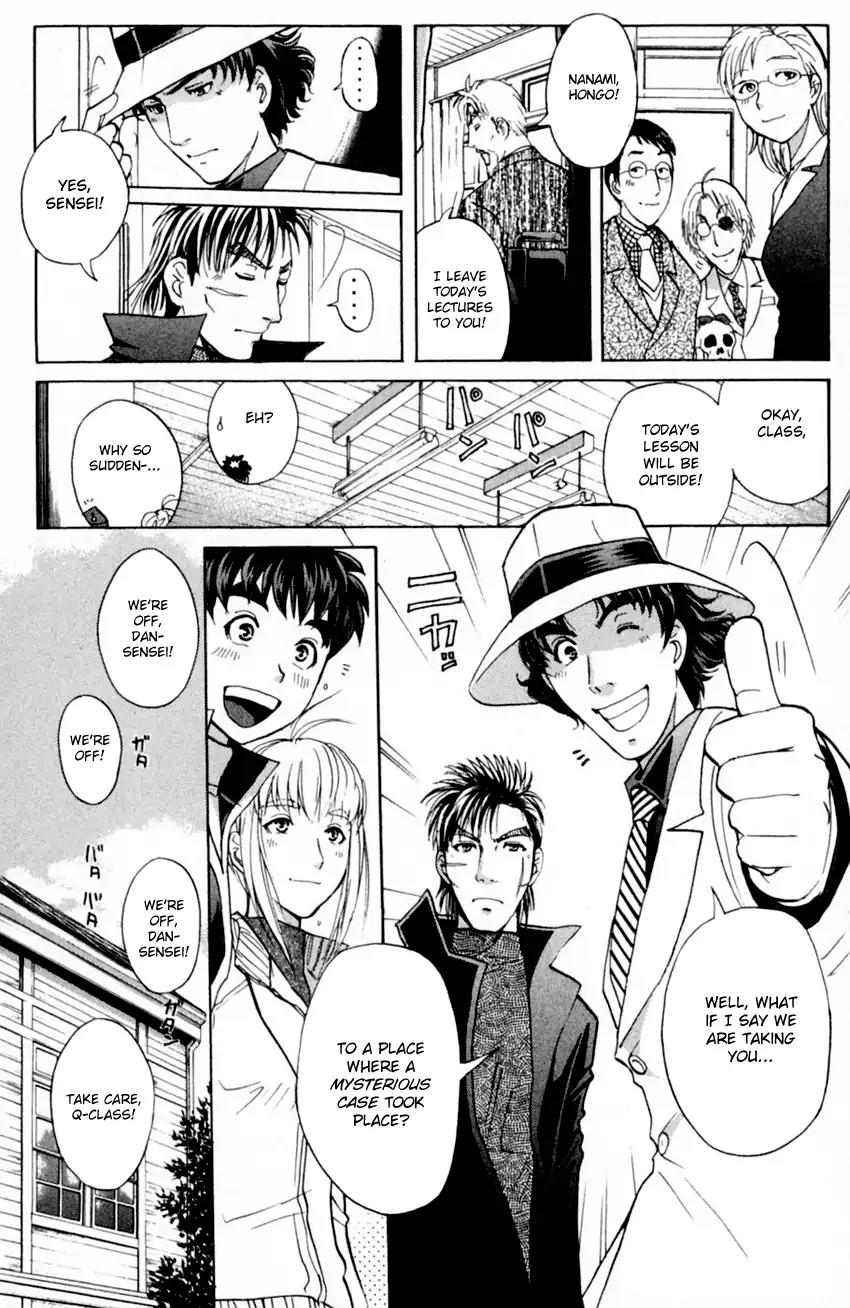 NANAMI,
HONGO!
I LEAVE
TODAY'S
LECTURES
TO YOU!
....
YES,
SENSEI!
....
OKAY,
CLASS,
TODAY'S
LESSON
WILL BE
OUTSIDE!
パン
パン
EH?
WHY SO
SUDDEN-...
ニカッ
WELL, WHAT
IF I SAY WE
ARE TAKING
YOU...
TO A PLACE
WHERE A
MYSTERIOUS
CASE TOOK
PLACE?
WE'RE
OFF,
DAN-
SENSEI!
WE'RE
OFF!
ガタ
バタ
バタ
WE'RE
OFF,
DAN-
SENSEI!
ガタン
TAKE CARE,
Q-CLASS!